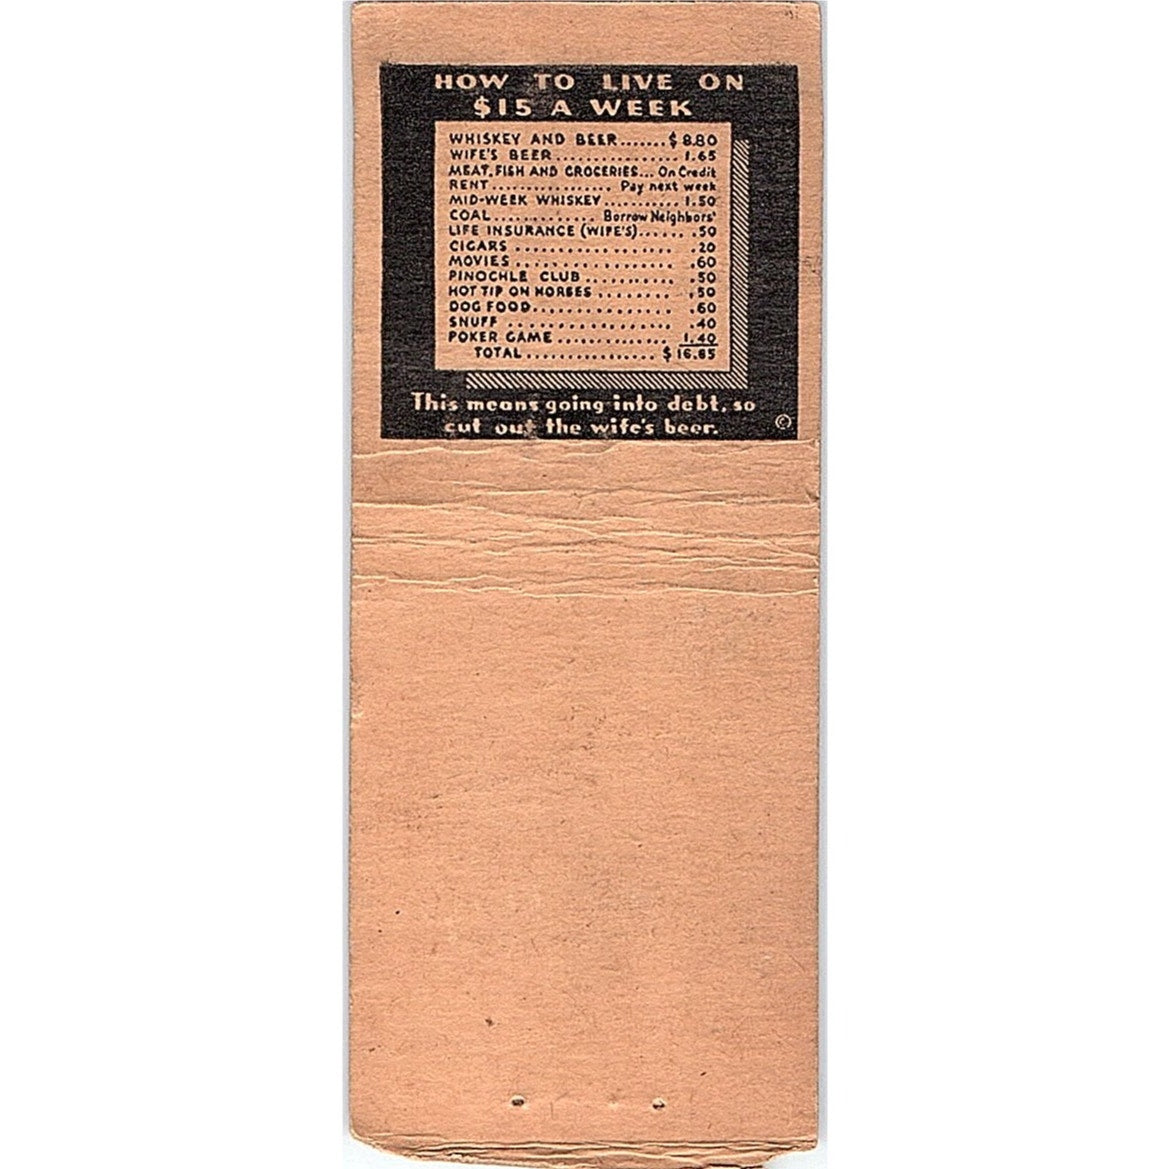 HOW TO LIVE ON
$15 A WEEK
WHISKEY AND BEER.......$ 8.80
WIFE'S BEER................1.65
MEAT, FISH AND GROCERIES... On Credit
RENT................. Pay next week
MID-WEEK WHISKEY........... 1.50
COAL............. Borrow Neighbors'
LIFE INSURANCE (WIFE'S)...... .50
CIGARS .................. .20
MOVIES .................. .60
PINOCHLE CLUB .......... .50
HOT TIP ON HORSES ........ .50
DOG FOOD................ .60
SNUFF ................... .40
POKER GAME ............. 1.40
TOTAL................ $ 16.65
This means going into debt, so
cut out the wife's beer.
©